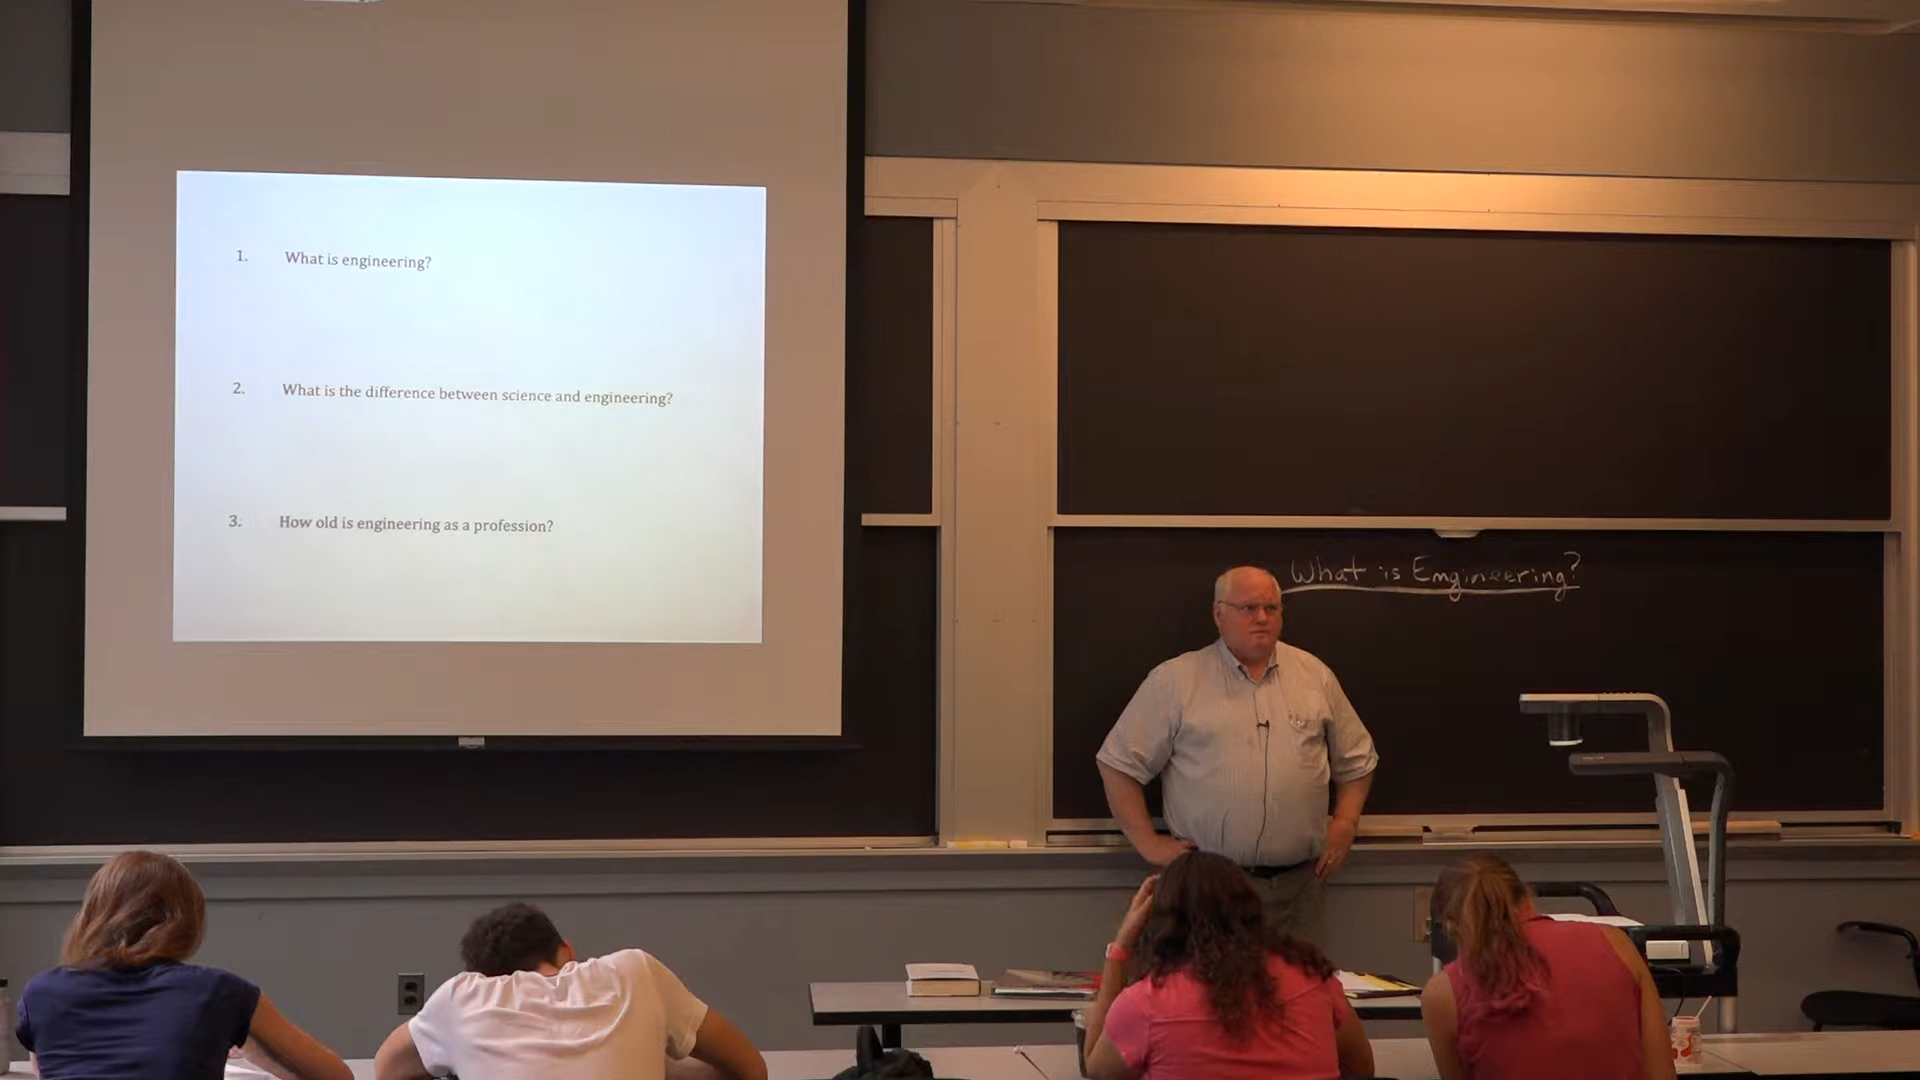 1. What is engineering?
2. What is the difference between science and engineering?
3. How old is engineering as a profession?
What is Engineering?